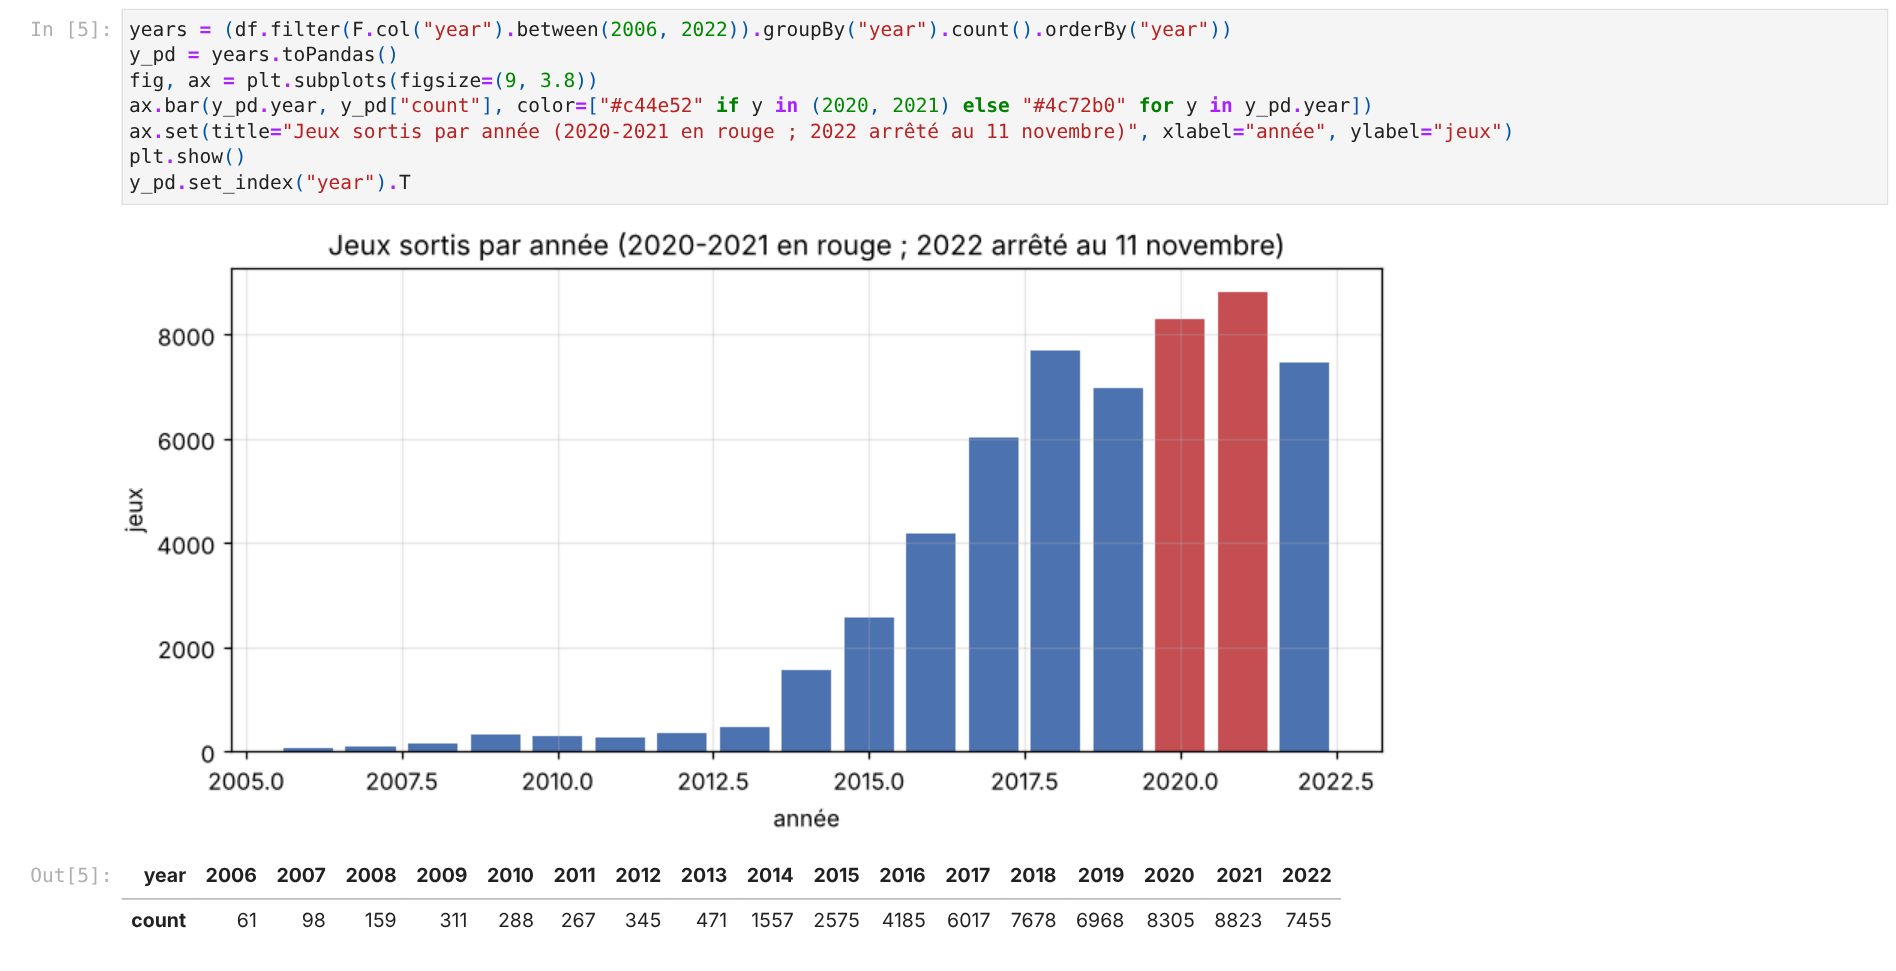 In [5]:
years = (df.filter(F.col("year").between(2006, 2022)).groupBy("year").count().orderBy("year"))
y_pd = years.toPandas()
fig, ax = plt.subplots(figsize=(9, 3.8))
ax.bar(y_pd.year, y_pd["count"], color=["#c44e52" if y in (2020, 2021) else "#4c72b0" for y in y_pd.year])
ax.set(title="Jeux sortis par année (2020-2021 en rouge ; 2022 arrêté au 11 novembre)", xlabel="année", ylabel="jeux")
plt.show()
y_pd.set_index("year").T
Jeux sortis par année (2020-2021 en rouge ; 2022 arrêté au 11 novembre)
jeux
8000
6000
4000
2000
0
2005.0 2007.5 2010.0 2012.5 2015.0 2017.5 2020.0 2022.5
année
Out[5]:
year 2006 2007 2008 2009 2010 2011 2012 2013 2014 2015 2016 2017 2018 2019 2020 2021 2022
count 61 98 159 311 288 267 345 471 1557 2575 4185 6017 7678 6968 8305 8823 7455